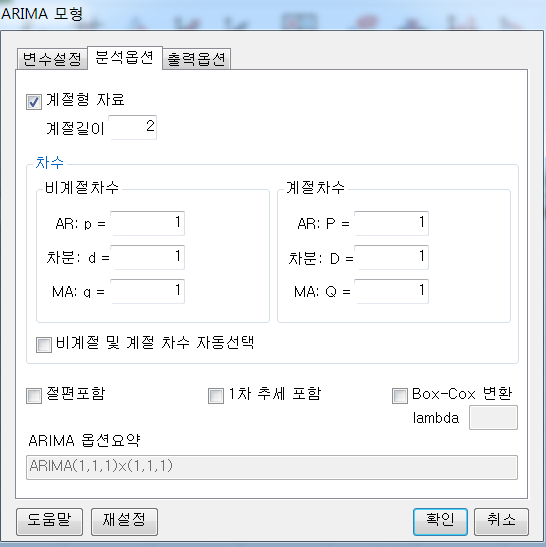 ARIMA 모형
변수설정 분석옵션 출력옵션
계절형 자료
계절길이 2
차수
비계절차수 계절차수
AR: p = 1 AR: P = 1
차분: d = 1 차분: D = 1
MA: q = 1 MA: Q = 1
비계절 및 계절 차수 자동선택
절편포함 1차 추세 포함 Box-Cox 변환
lambda
ARIMA 옵션요약
ARIMA(1,1,1)x(1,1,1)
도움말 재설정 확인 취소